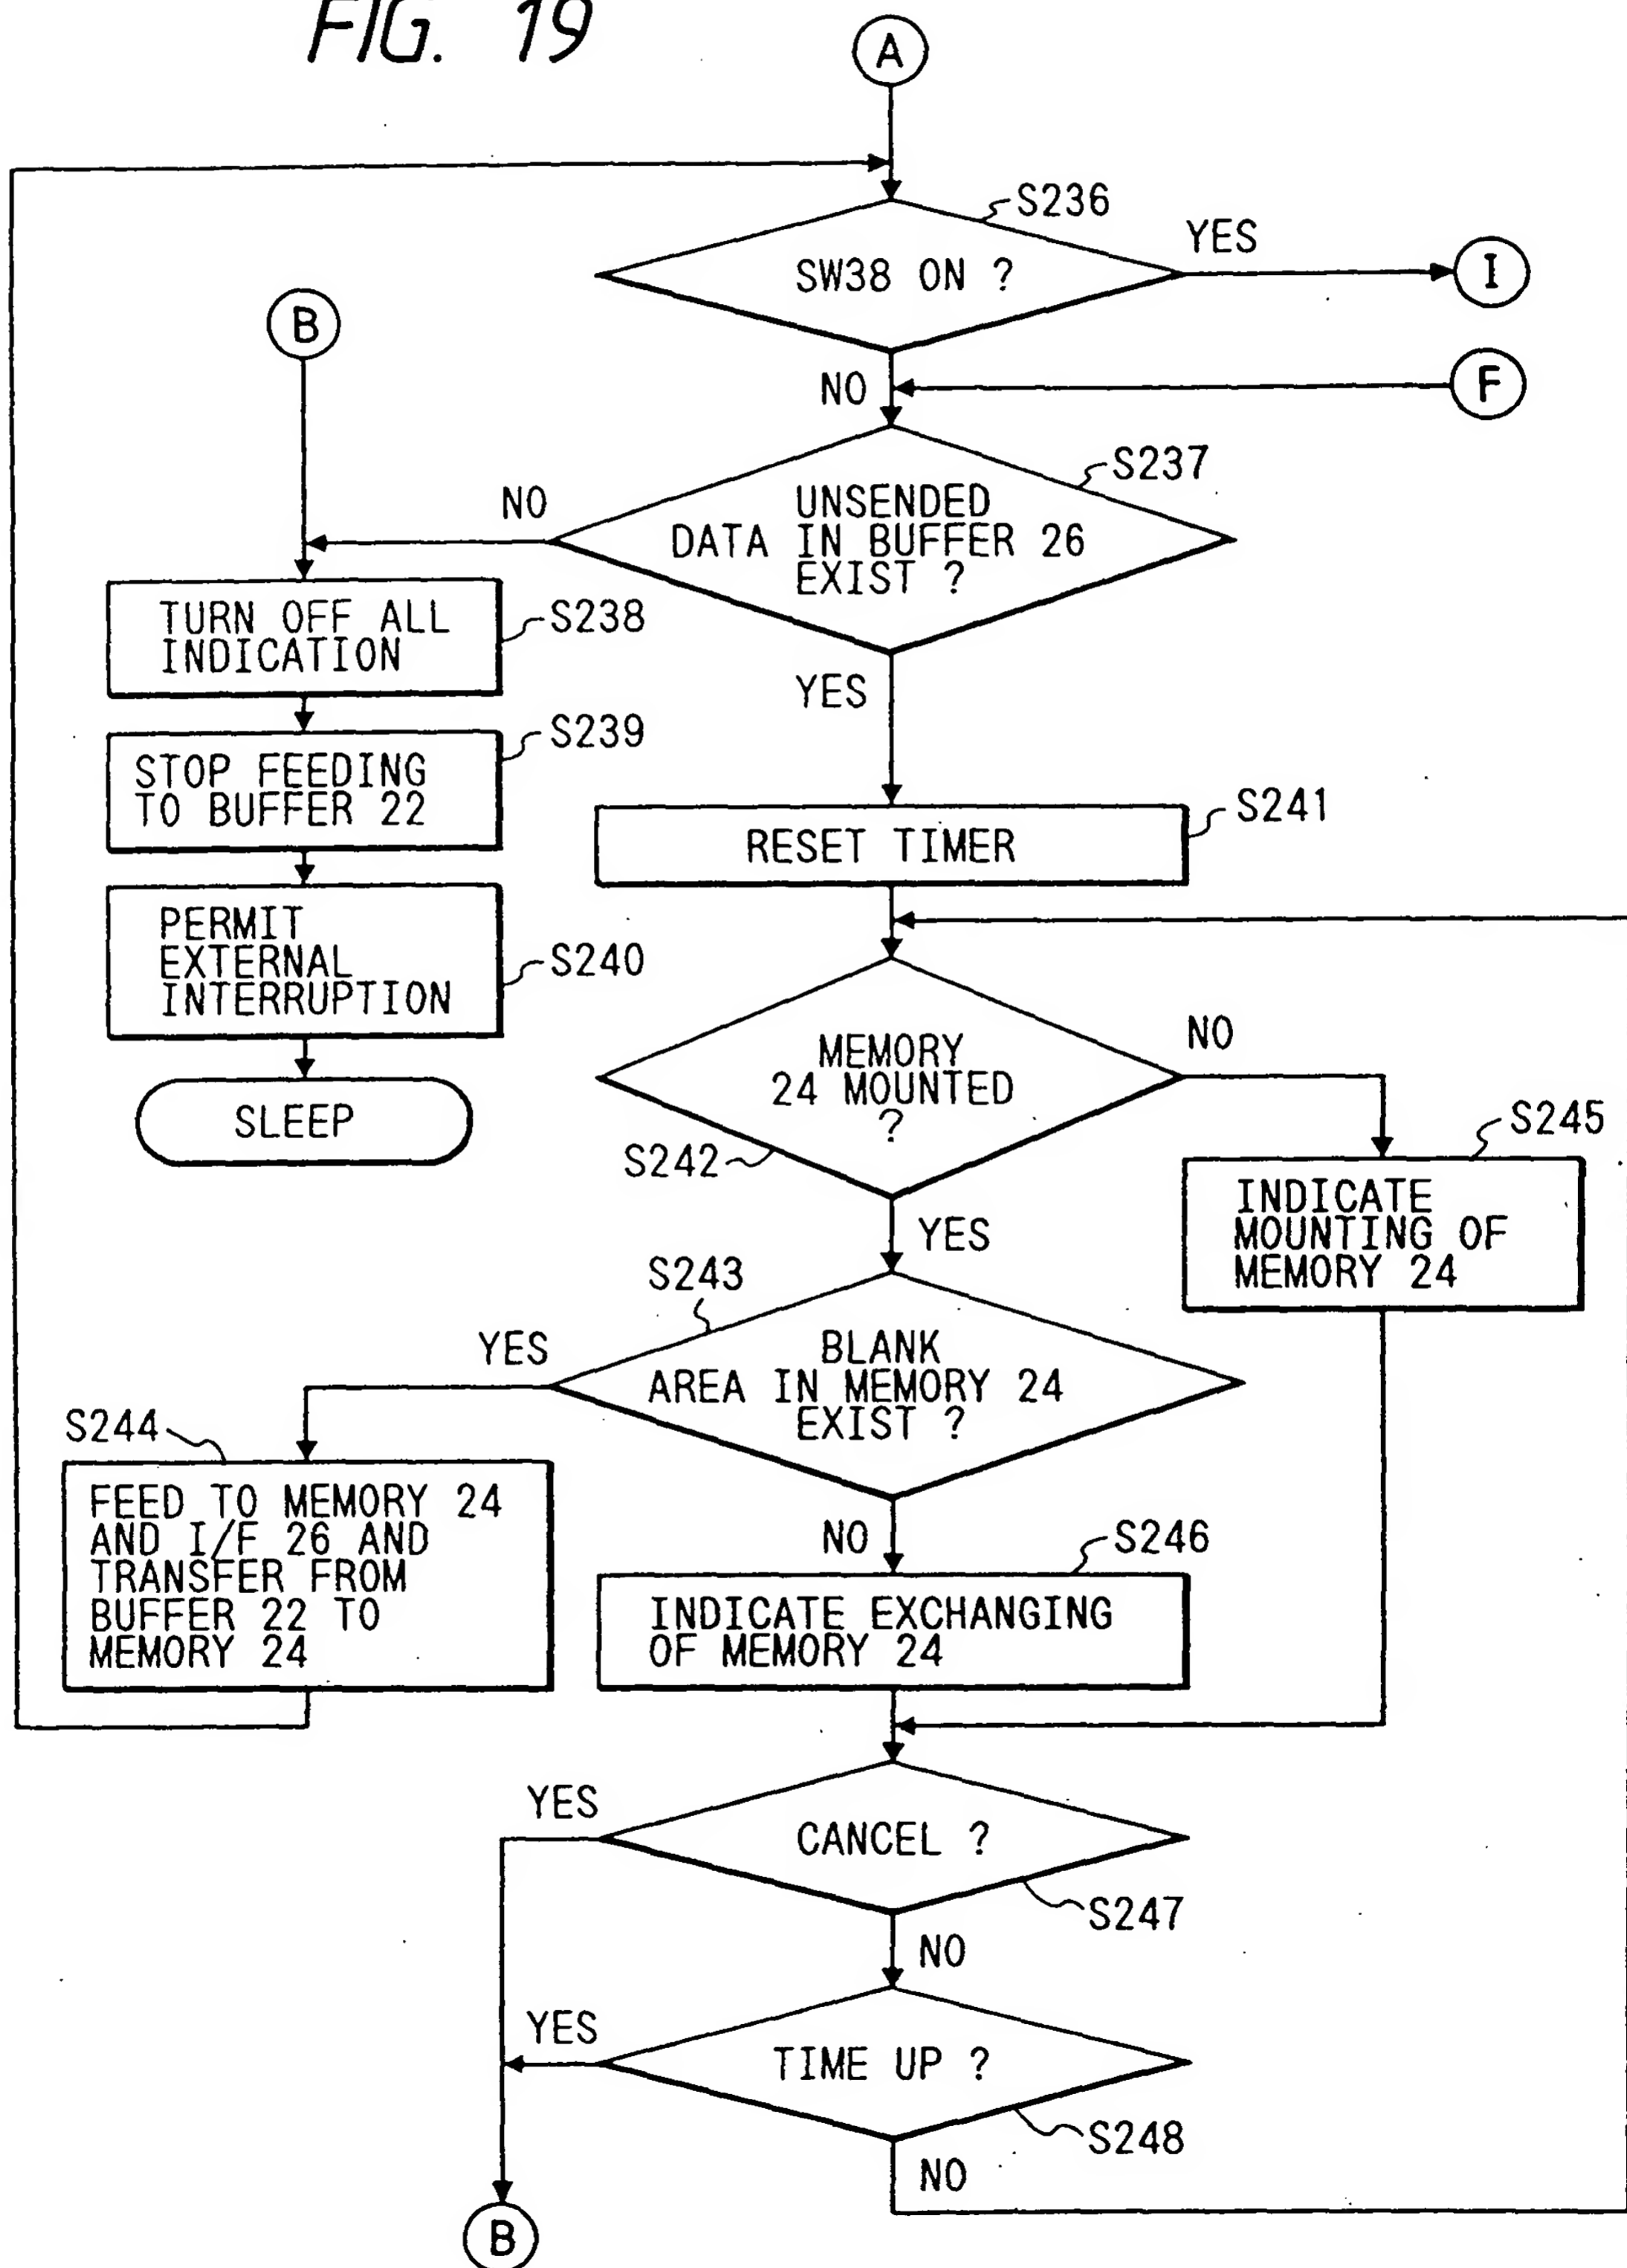 FIG. 19
A
S236
SW38 ON ?
YES
I
B
NO
F
S237
UNSENDED
DATA IN BUFFER 26
EXIST ?
NO
TURN OFF ALL
INDICATION
S238
YES
STOP FEEDING
TO BUFFER 22
S239
S241
RESET TIMER
PERMIT
EXTERNAL
INTERRUPTION
S240
SLEEP
MEMORY
24 MOUNTED
?
NO
S242
S245
INDICATE
MOUNTING OF
MEMORY 24
YES
S243
BLANK
AREA IN MEMORY 24
EXIST ?
YES
S244
FEED TO MEMORY 24
AND I/F 26 AND
TRANSFER FROM
BUFFER 22 TO
MEMORY 24
NO
S246
INDICATE EXCHANGING
OF MEMORY 24
YES
CANCEL ?
S247
NO
YES
TIME UP ?
S248
NO
B